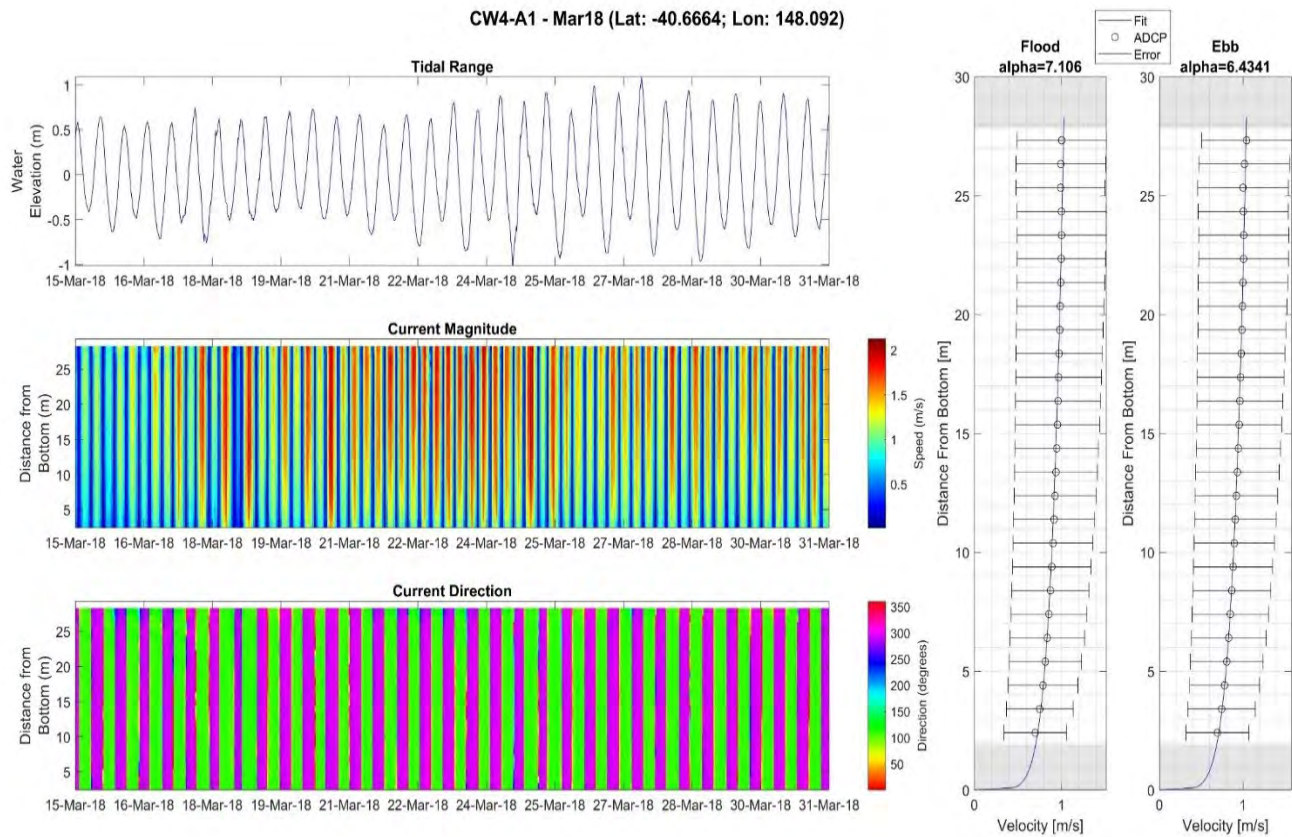 CW4-A1 - Mar18 (Lat: -40.6664; Lon: 148.092)
Tidal Range
Water
Elevation (m)
1
0.5
0
-0.5
-1
15-Mar-18 16-Mar-18 18-Mar-18 19-Mar-18 21-Mar-18 22-Mar-18 24-Mar-18 25-Mar-18 27-Mar-18 28-Mar-18 30-Mar-18 31-Mar-18
Current Magnitude
Distance from
Bottom (m)
25
20
15
10
5
15-Mar-18 16-Mar-18 18-Mar-18 19-Mar-18 21-Mar-18 22-Mar-18 24-Mar-18 25-Mar-18 27-Mar-18 28-Mar-18 30-Mar-18 31-Mar-18
2
1.5
1
0.5
Speed (m/s)
Current Direction
Distance from
Bottom (m)
25
20
15
10
5
15-Mar-18 16-Mar-18 18-Mar-18 19-Mar-18 21-Mar-18 22-Mar-18 24-Mar-18 25-Mar-18 27-Mar-18 28-Mar-18 30-Mar-18 31-Mar-18
350
300
250
200
150
100
50
Direction (degrees)
Fit
ADCP
Error
Flood
alpha=7.106
30
25
20
15
10
5
0
Distance From Bottom [m]
0 1
Velocity [m/s]
Ebb
alpha=6.4341
30
25
20
15
10
5
0
Distance From Bottom [m]
0 1
Velocity [m/s]